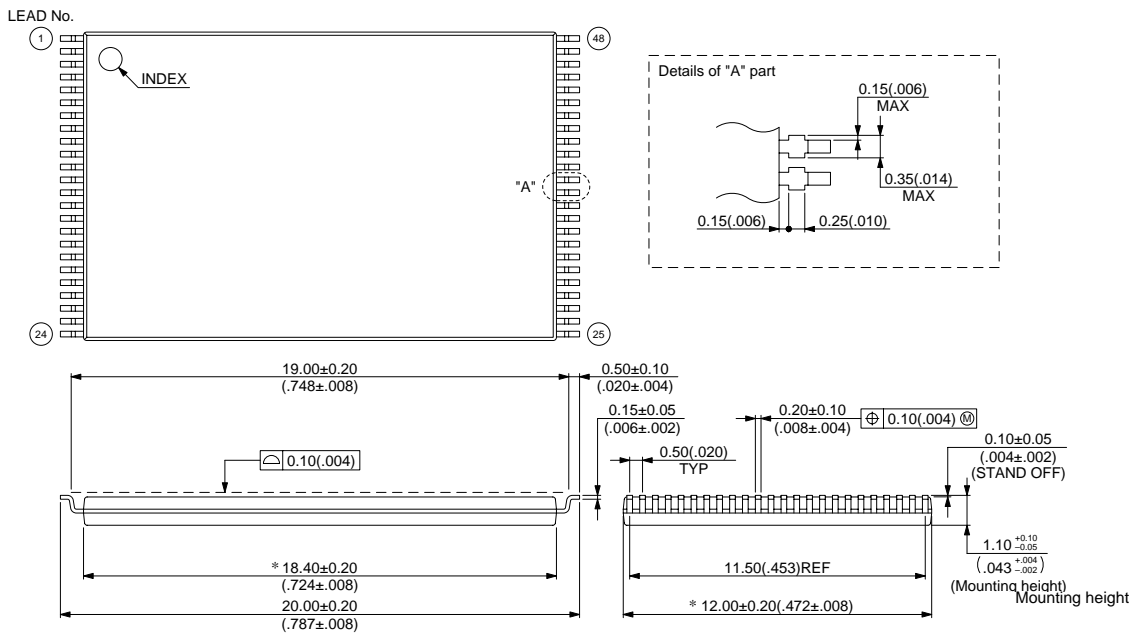 LEAD No.
1
48
INDEX
"A"
24
25
Details of "A" part
0.15(.006)
MAX
0.35(.014)
MAX
0.15(.006)
0.25(.010)
19.00±0.20
(.748±.008)
0.50±0.10
(.020±.004)
0.15±0.05
(.006±.002)
0.20±0.10
(.008±.004)
⌖ 0.10(.004) Ⓜ
0.50(.020)
TYP
0.10±0.05
(.004±.002)
(STAND OFF)
⌓ 0.10(.004)
* 18.40±0.20
(.724±.008)
20.00±0.20
(.787±.008)
11.50(.453)REF
* 12.00±0.20(.472±.008)
1.10 +0.10 −0.05
(.043 +.004 −.002)
(Mounting height)
Mounting height